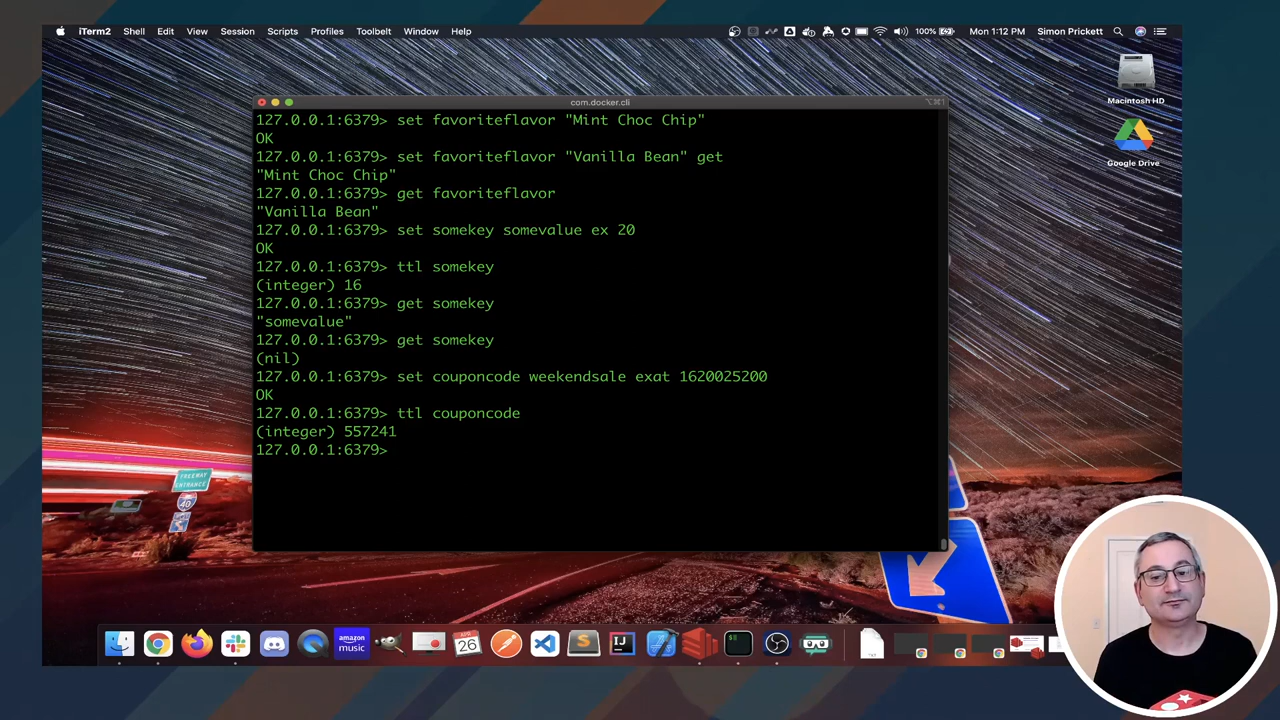 iTerm2 Shell Edit View Session Scripts Profiles Toolbelt Window Help 100% Mon 1:12 PM Simon Prickett
Macintosh HD
Google Drive
com.docker.cli
127.0.0.1:6379> set favoriteflavor "Mint Choc Chip"
OK
127.0.0.1:6379> set favoriteflavor "Vanilla Bean" get
"Mint Choc Chip"
127.0.0.1:6379> get favoriteflavor
"Vanilla Bean"
127.0.0.1:6379> set somekey somevalue ex 20
OK
127.0.0.1:6379> ttl somekey
(integer) 16
127.0.0.1:6379> get somekey
"somevalue"
127.0.0.1:6379> get somekey
(nil)
127.0.0.1:6379> set couponcode weekendsale exat 1620025200
OK
127.0.0.1:6379> ttl couponcode
(integer) 557241
127.0.0.1:6379>
FREEWAY
ENTRANCE
40
amazon
music
APR
26
IJ